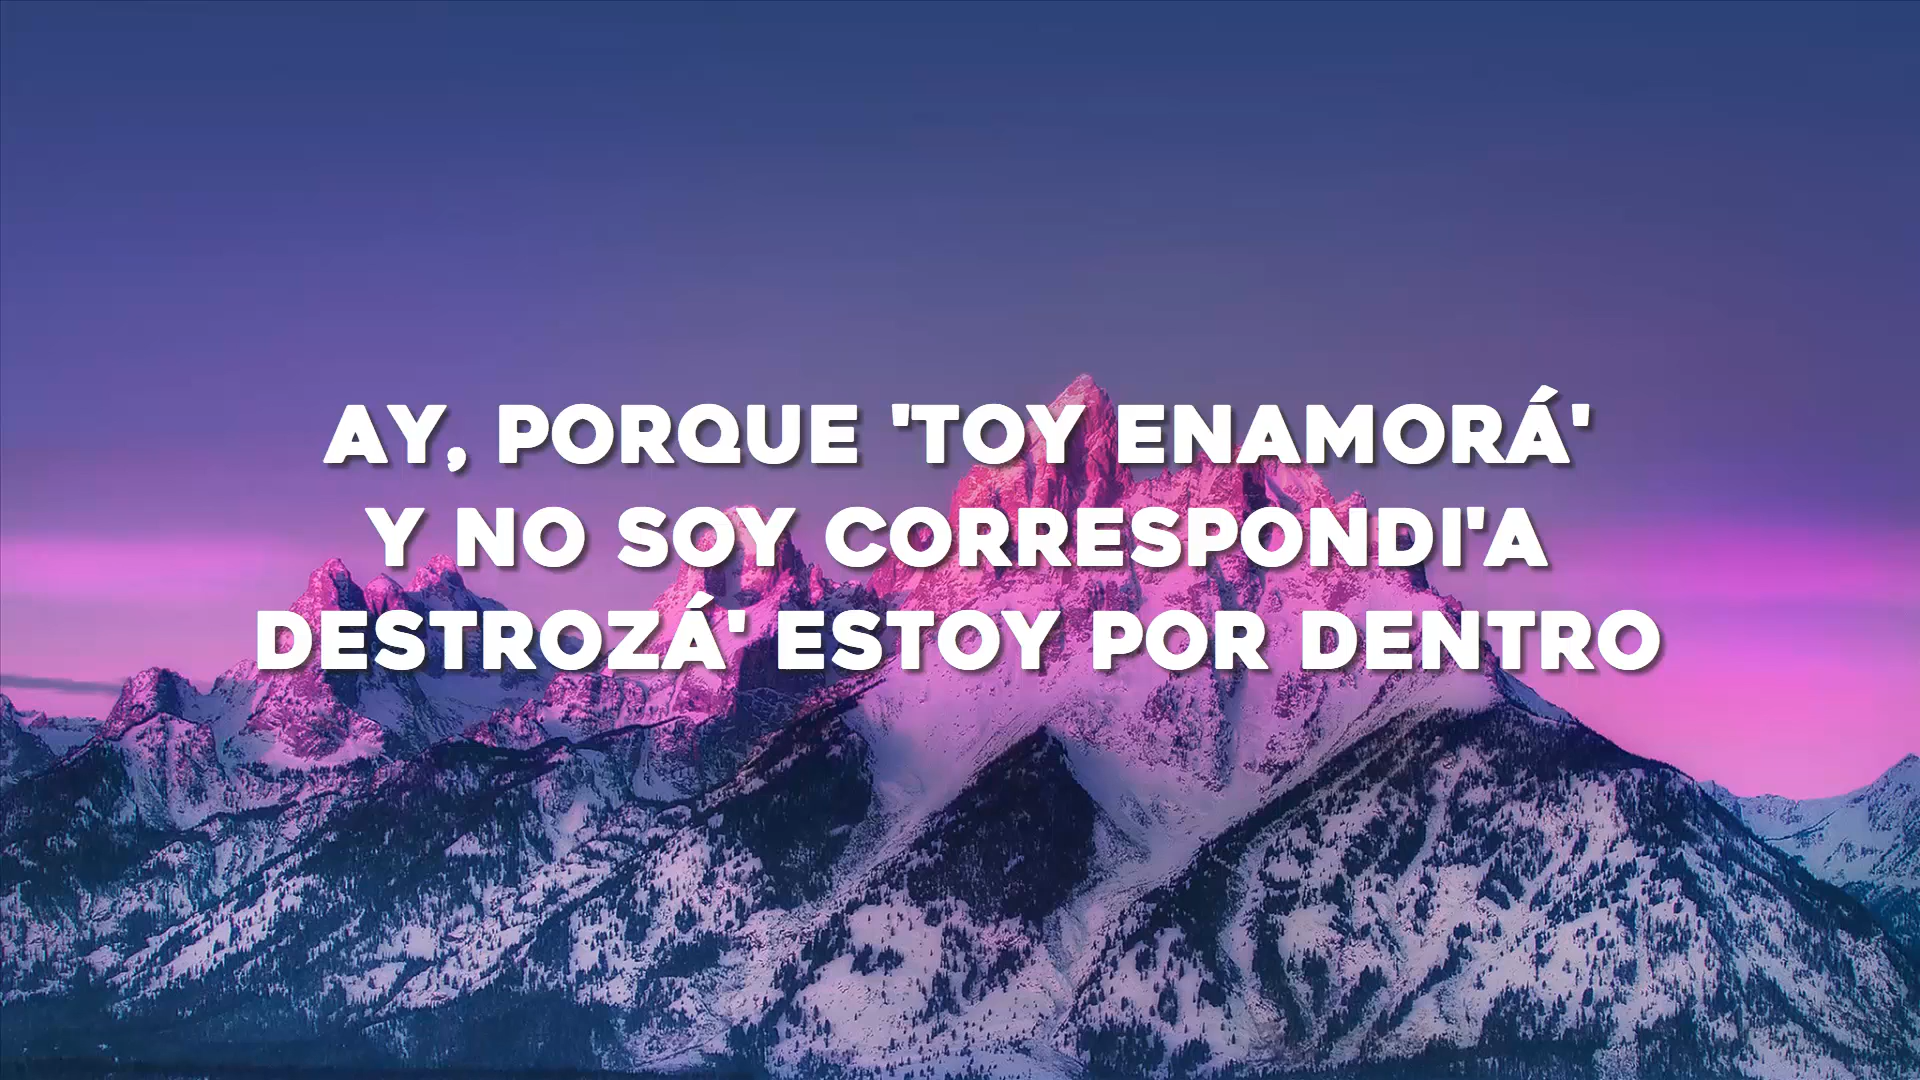 AY, PORQUE 'TOY ENAMORÁ'
Y NO SOY CORRESPONDI'A
DESTROZÁ' ESTOY POR DENTRO